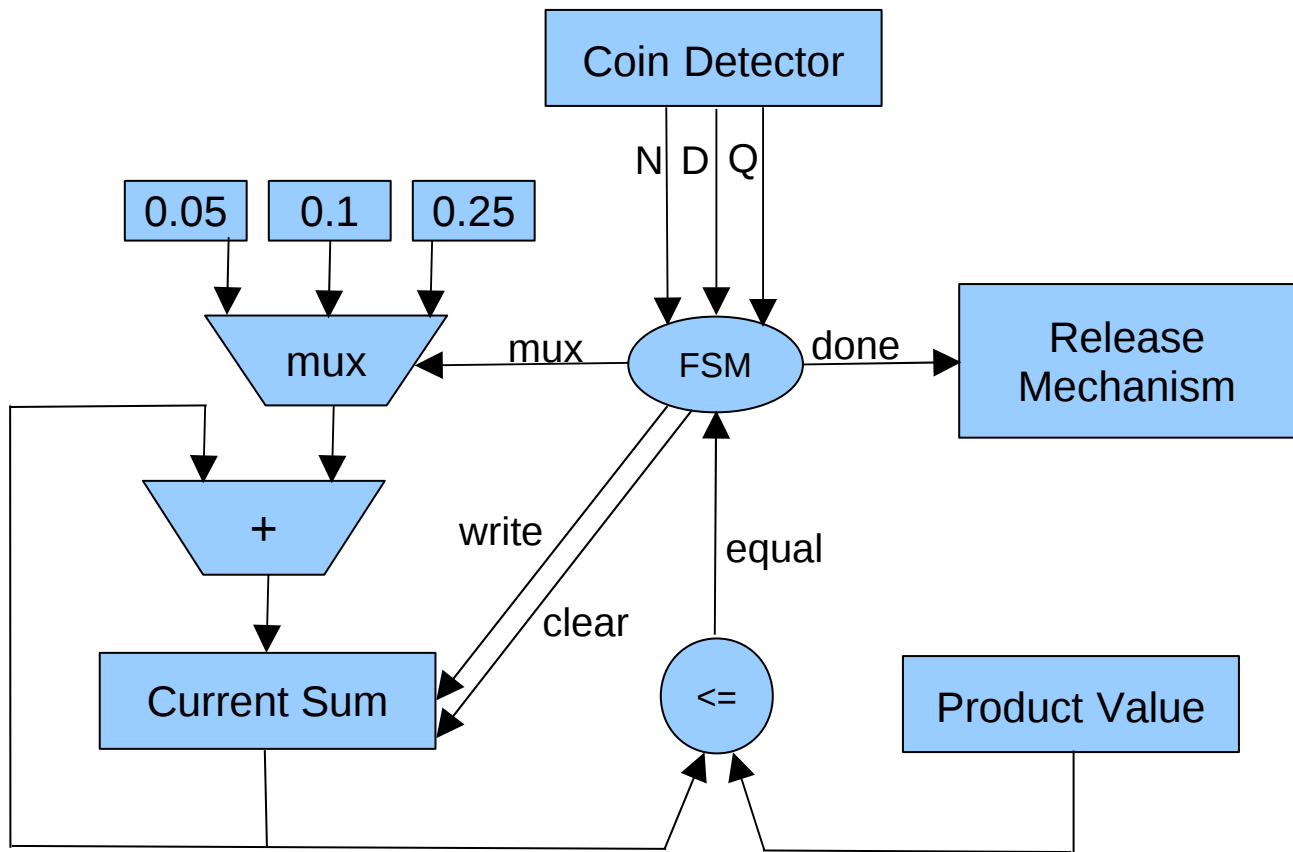 Coin Detector
N D Q
0.05 0.1 0.25
mux
mux
FSM
done
Release
Mechanism
+
write
equal
clear
Current Sum
<=
Product Value